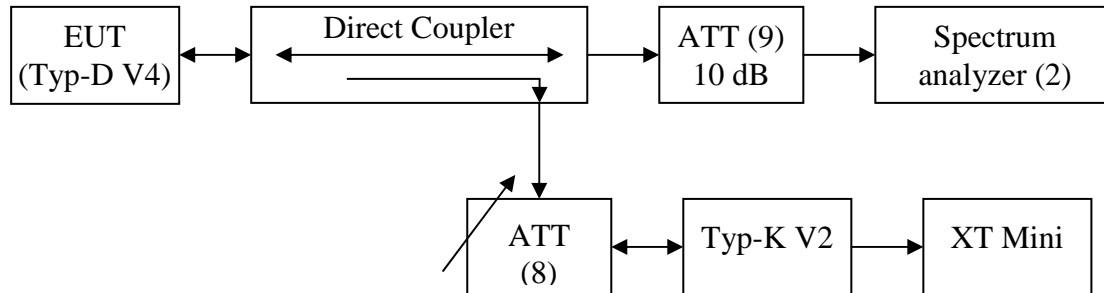 EUT
(Typ-D V4)
Direct Coupler
ATT (9)
10 dB
Spectrum
analyzer (2)
ATT
(8)
Typ-K V2
XT Mini